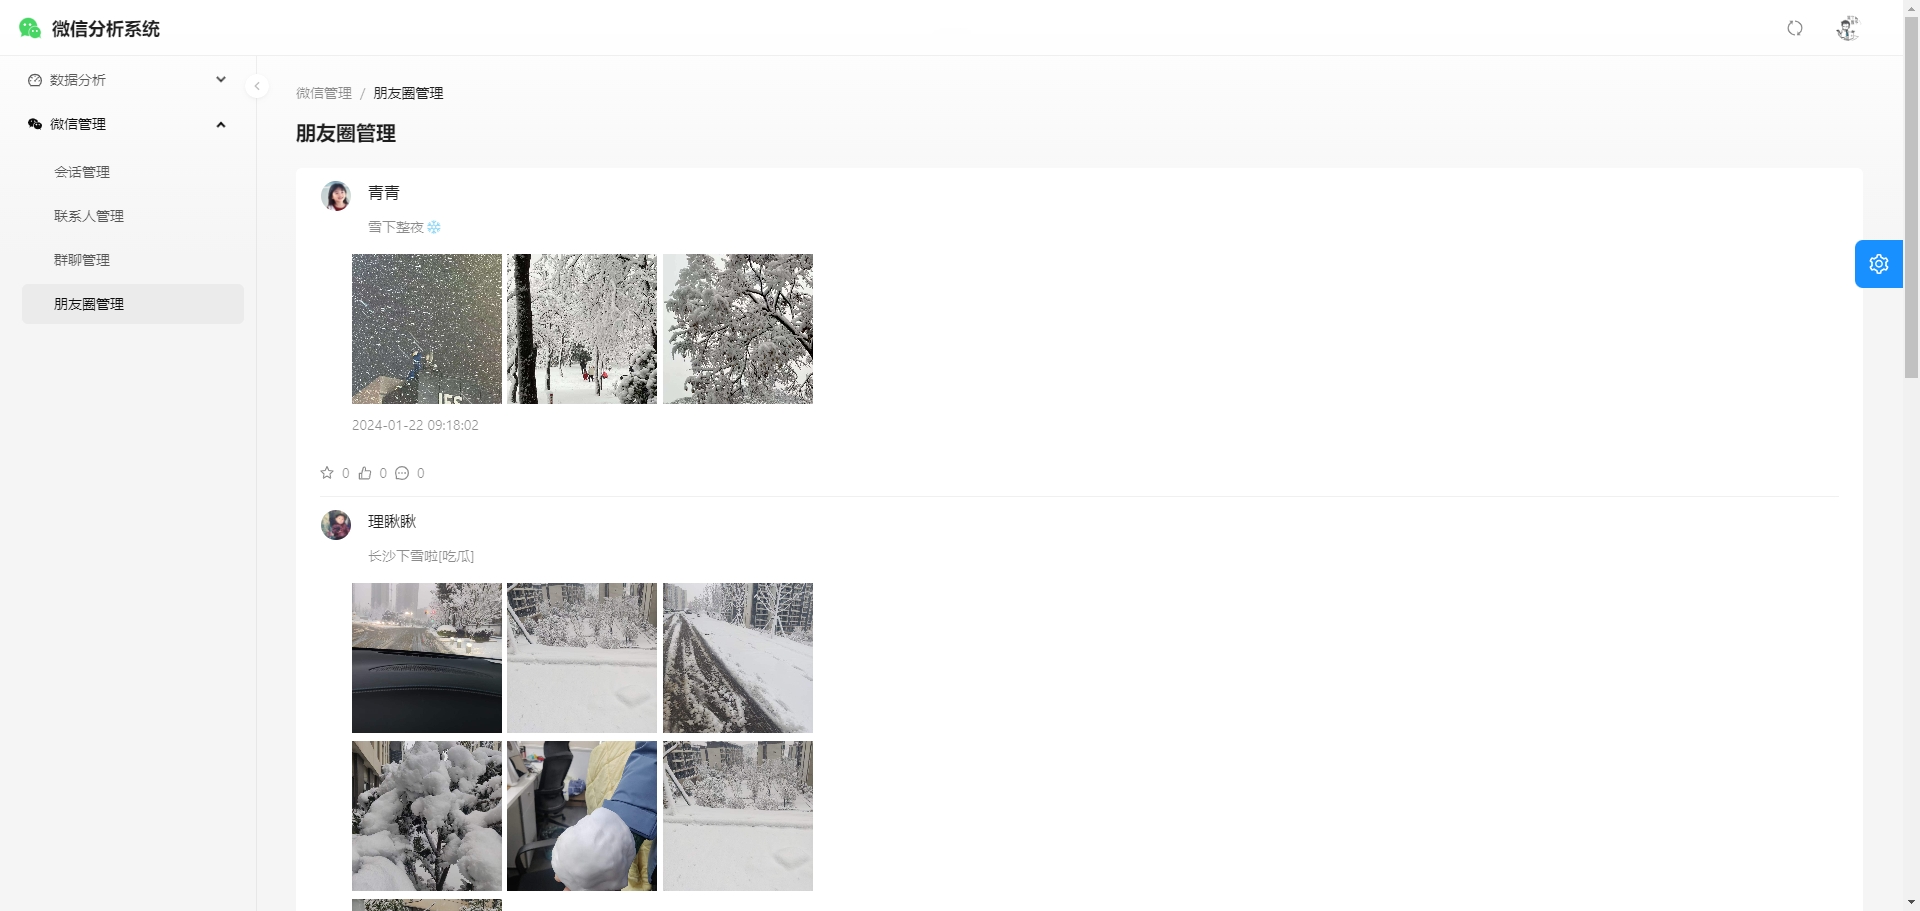 微信分析系统
数据分析
微信管理
会话管理
联系人管理
群聊管理
朋友圈管理
微信管理 / 朋友圈管理
朋友圈管理
青青
雪下整夜❄️
IFS
2024-01-22 09:18:02
0 0 0
理瞅瞅
长沙下雪啦[吃瓜]